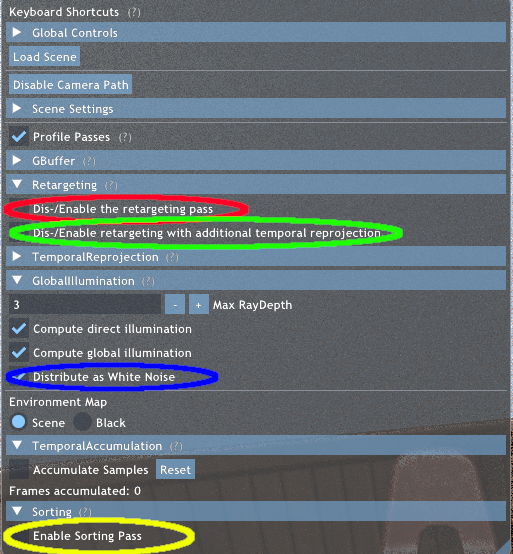 Keyboard Shortcuts (?)
Global Controls
Load Scene
Disable Camera Path
Scene Settings
Profile Passes (?)
GBuffer (?)
Retargeting (?)
Dis-/Enable the retargeting pass
Dis-/Enable retargeting with additional temporal reprojection
TemporalReprojection (?)
GlobalIllumination (?)
3 - + Max RayDepth
Compute direct illumination
Compute global illumination
Distribute as White Noise
Environment Map
Scene Black
TemporalAccumulation (?)
Accumulate Samples Reset
Frames accumulated: 0
Sorting (?)
Enable Sorting Pass